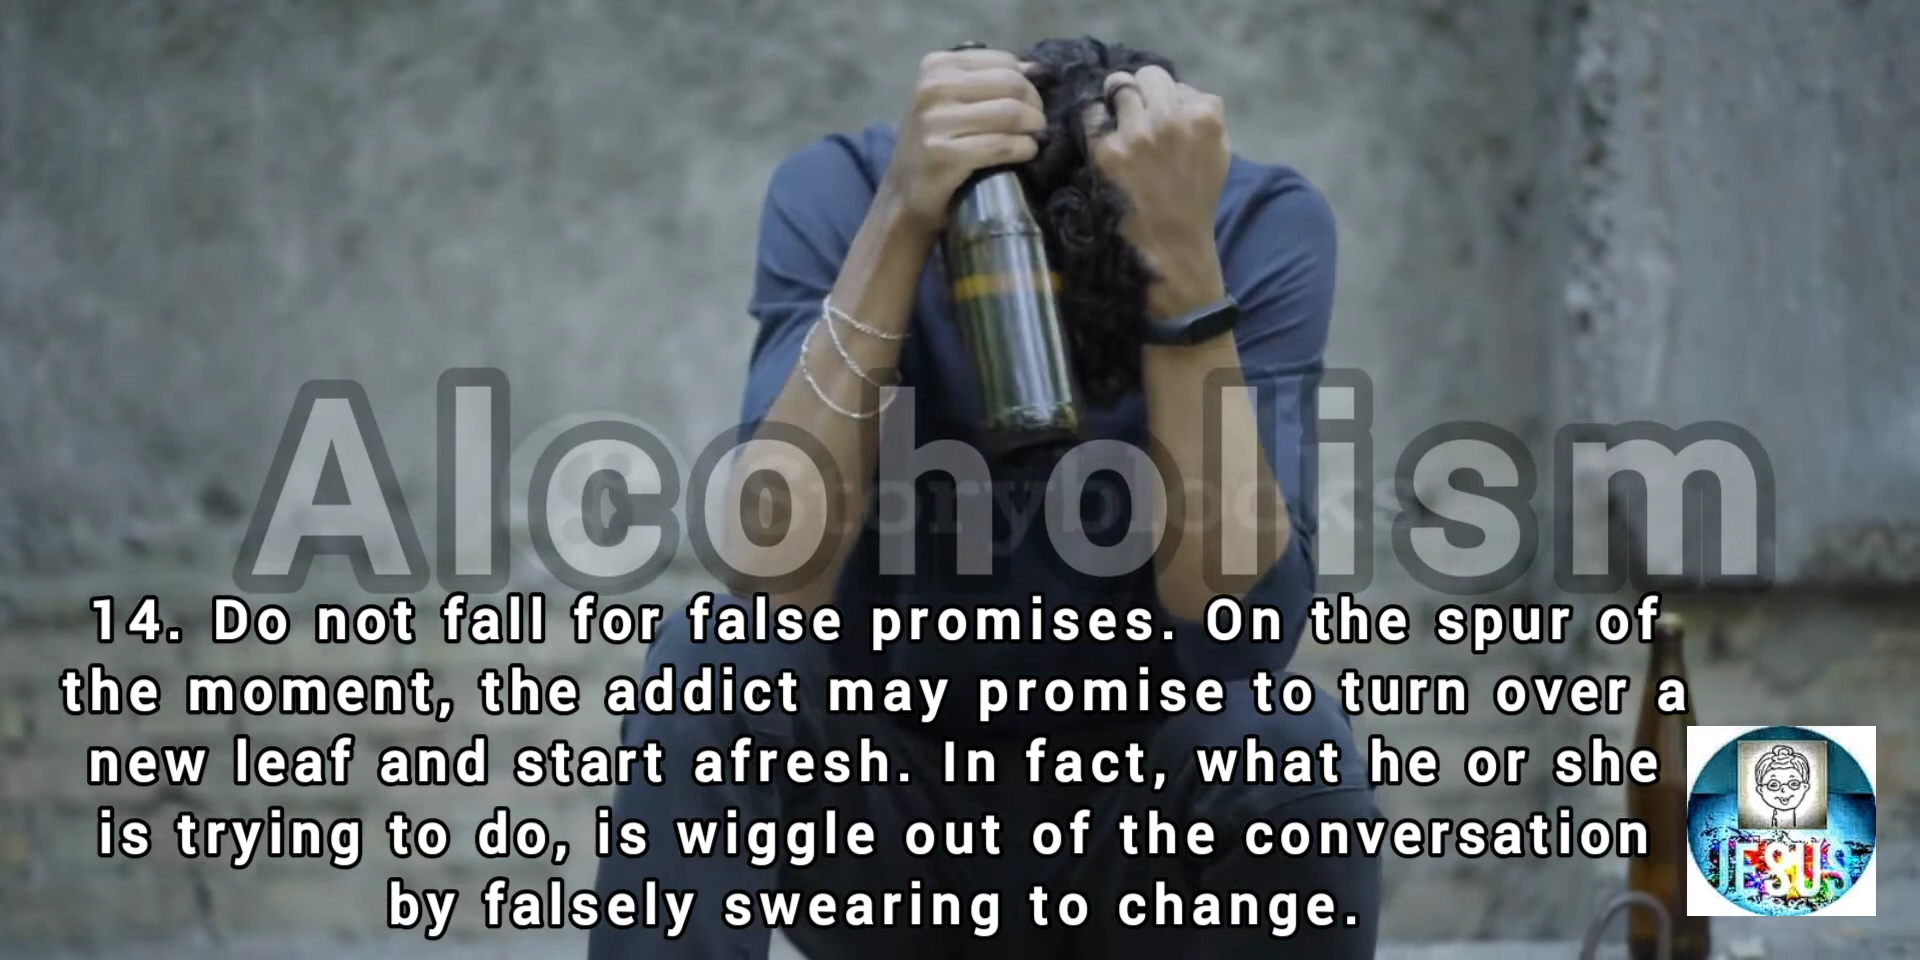 Alcoholism
storyblocks
14. Do not fall for false promises. On the spur of
the moment, the addict may promise to turn over a
new leaf and start afresh. In fact, what he or she
is trying to do, is wiggle out of the conversation
by falsely swearing to change.
JESUS